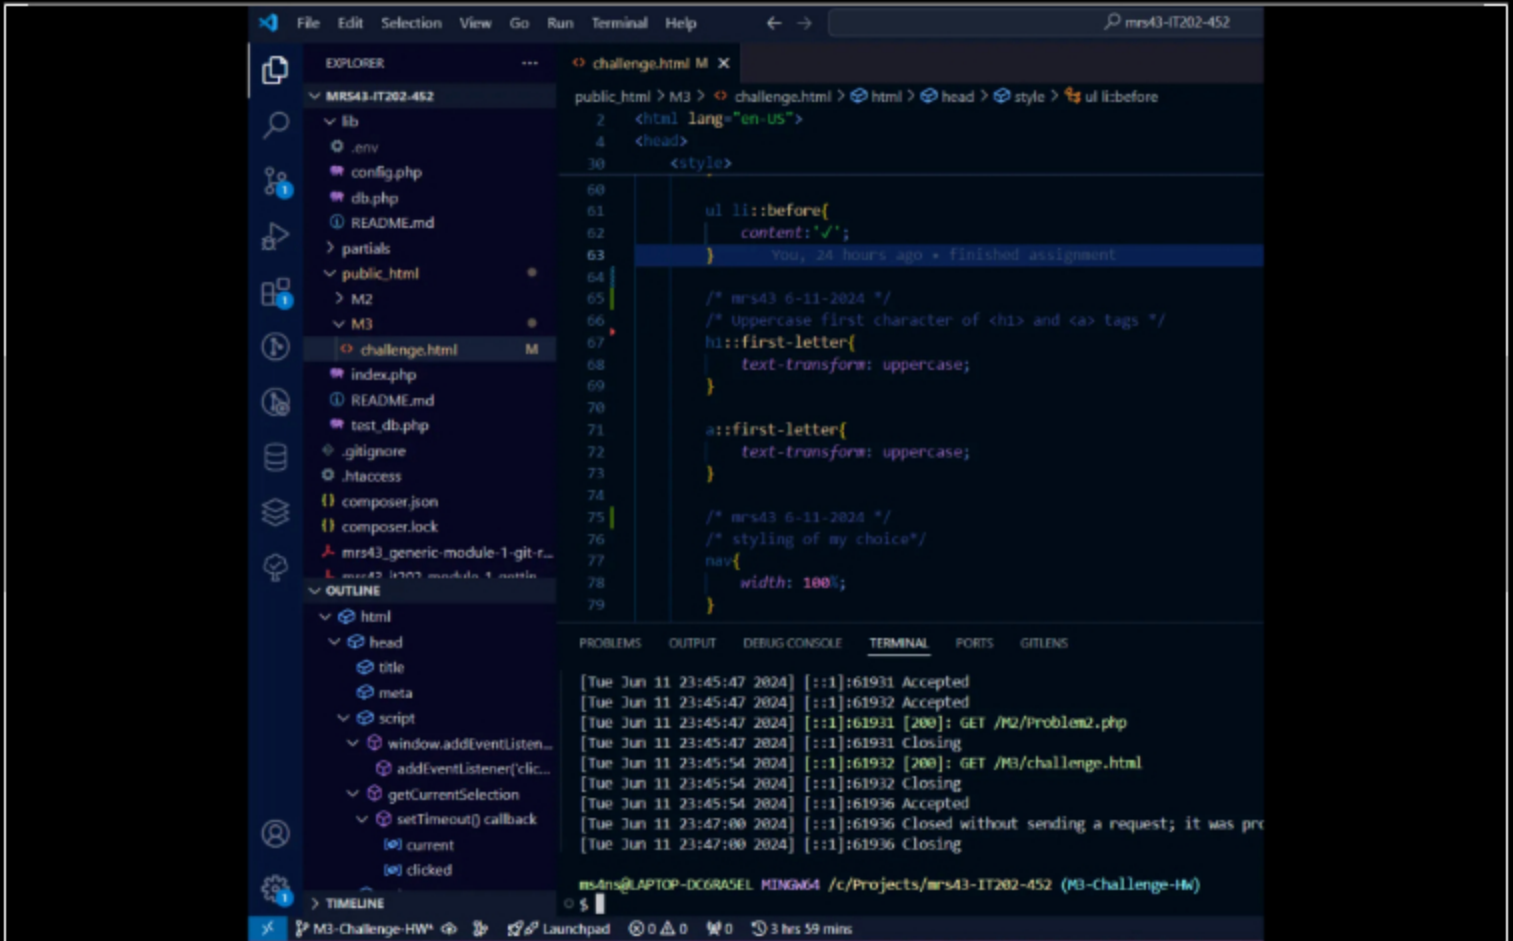 File Edit Selection View Go Run Terminal Help mrs43-IT202-452
EXPLORER
MRS43-IT202-452
lib
.env
config.php
db.php
README.md
partials
public_html
M2
M3
challenge.html M
index.php
README.md
test_db.php
.gitignore
.htaccess
composer.json
composer.lock
mrs43_generic-module-1-git-r...
OUTLINE
html
head
title
meta
script
window.addEventListen...
addEventListener('clic...
getCurrentSelection
setTimeout() callback
current
clicked
TIMELINE
challenge.html M
public_html > M3 > challenge.html > html > head > style > ul li::before
2 <html lang="en-US">
4 <head>
30 <style>
60
61 ul li::before{
62 content:'✓';
63 } You, 24 hours ago • finished assignment
64
65 /* mrs43 6-11-2024 */
66 /* Uppercase first character of <h1> and <a> tags */
67 h1::first-letter{
68 text-transform: uppercase;
69 }
70
71 a::first-letter{
72 text-transform: uppercase;
73 }
74
75 /* mrs43 6-11-2024 */
76 /* styling of my choice*/
77 nav{
78 width: 100%;
79 }
PROBLEMS OUTPUT DEBUG CONSOLE TERMINAL PORTS GITLENS
[Tue Jun 11 23:45:47 2024] [::1]:61931 Accepted
[Tue Jun 11 23:45:47 2024] [::1]:61932 Accepted
[Tue Jun 11 23:45:47 2024] [::1]:61931 [200]: GET /M2/Problem2.php
[Tue Jun 11 23:45:47 2024] [::1]:61931 Closing
[Tue Jun 11 23:45:54 2024] [::1]:61932 [200]: GET /M3/challenge.html
[Tue Jun 11 23:45:54 2024] [::1]:61932 Closing
[Tue Jun 11 23:45:54 2024] [::1]:61936 Accepted
[Tue Jun 11 23:47:00 2024] [::1]:61936 Closed without sending a request; it was pro
[Tue Jun 11 23:47:00 2024] [::1]:61936 Closing
ms4ns@LAPTOP-DC6RA5EL MINGW64 /c/Projects/mrs43-IT202-452 (M3-Challenge-HW)
$
M3-Challenge-HW* Launchpad 0 0 0 3 hrs 59 mins